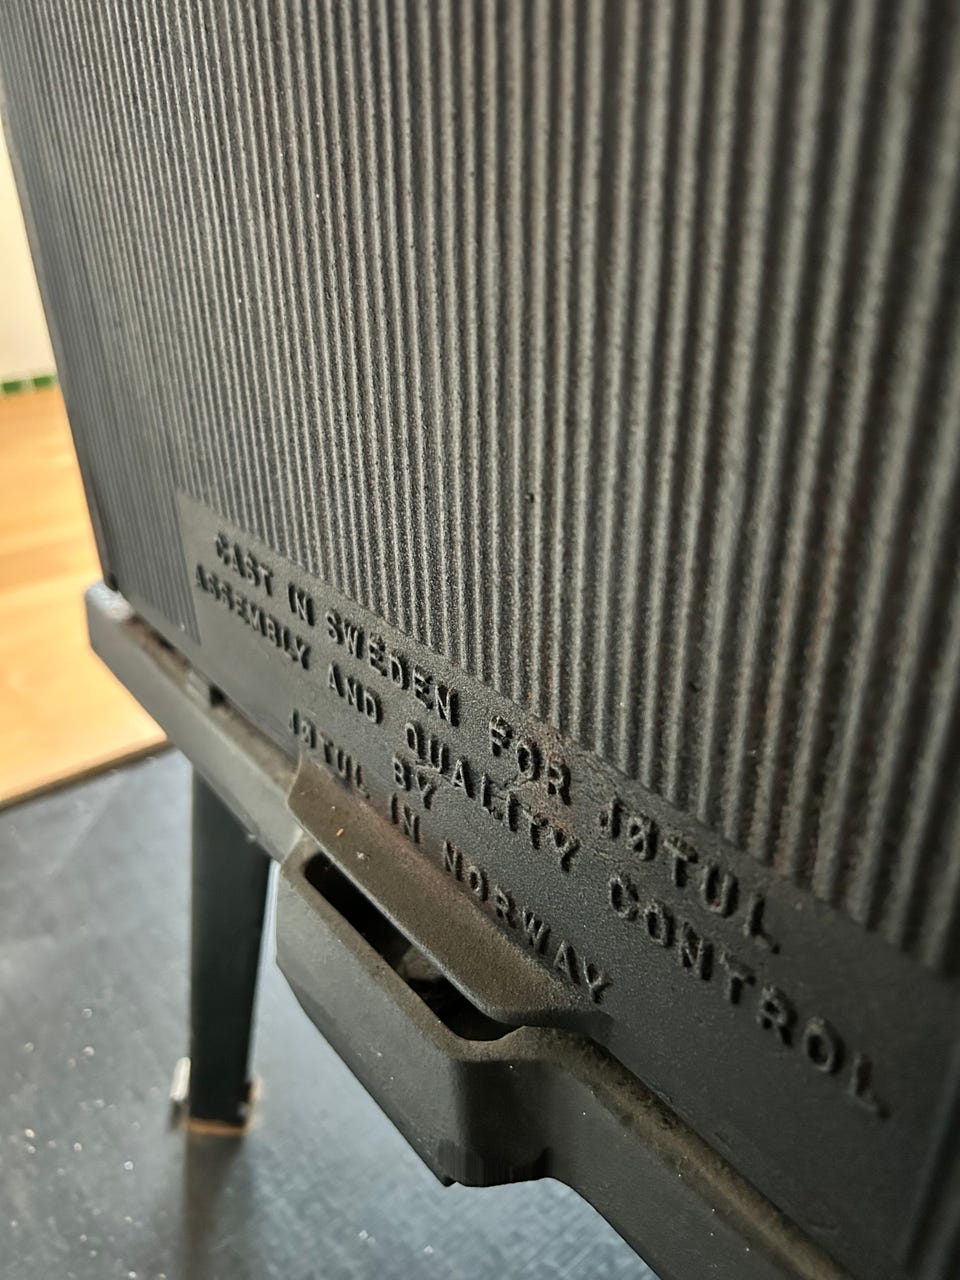 CAST IN SWEDEN FOR JØTUL
ASSEMBLY AND QUALITY CONTROL
BY
JØTUL IN NORWAY